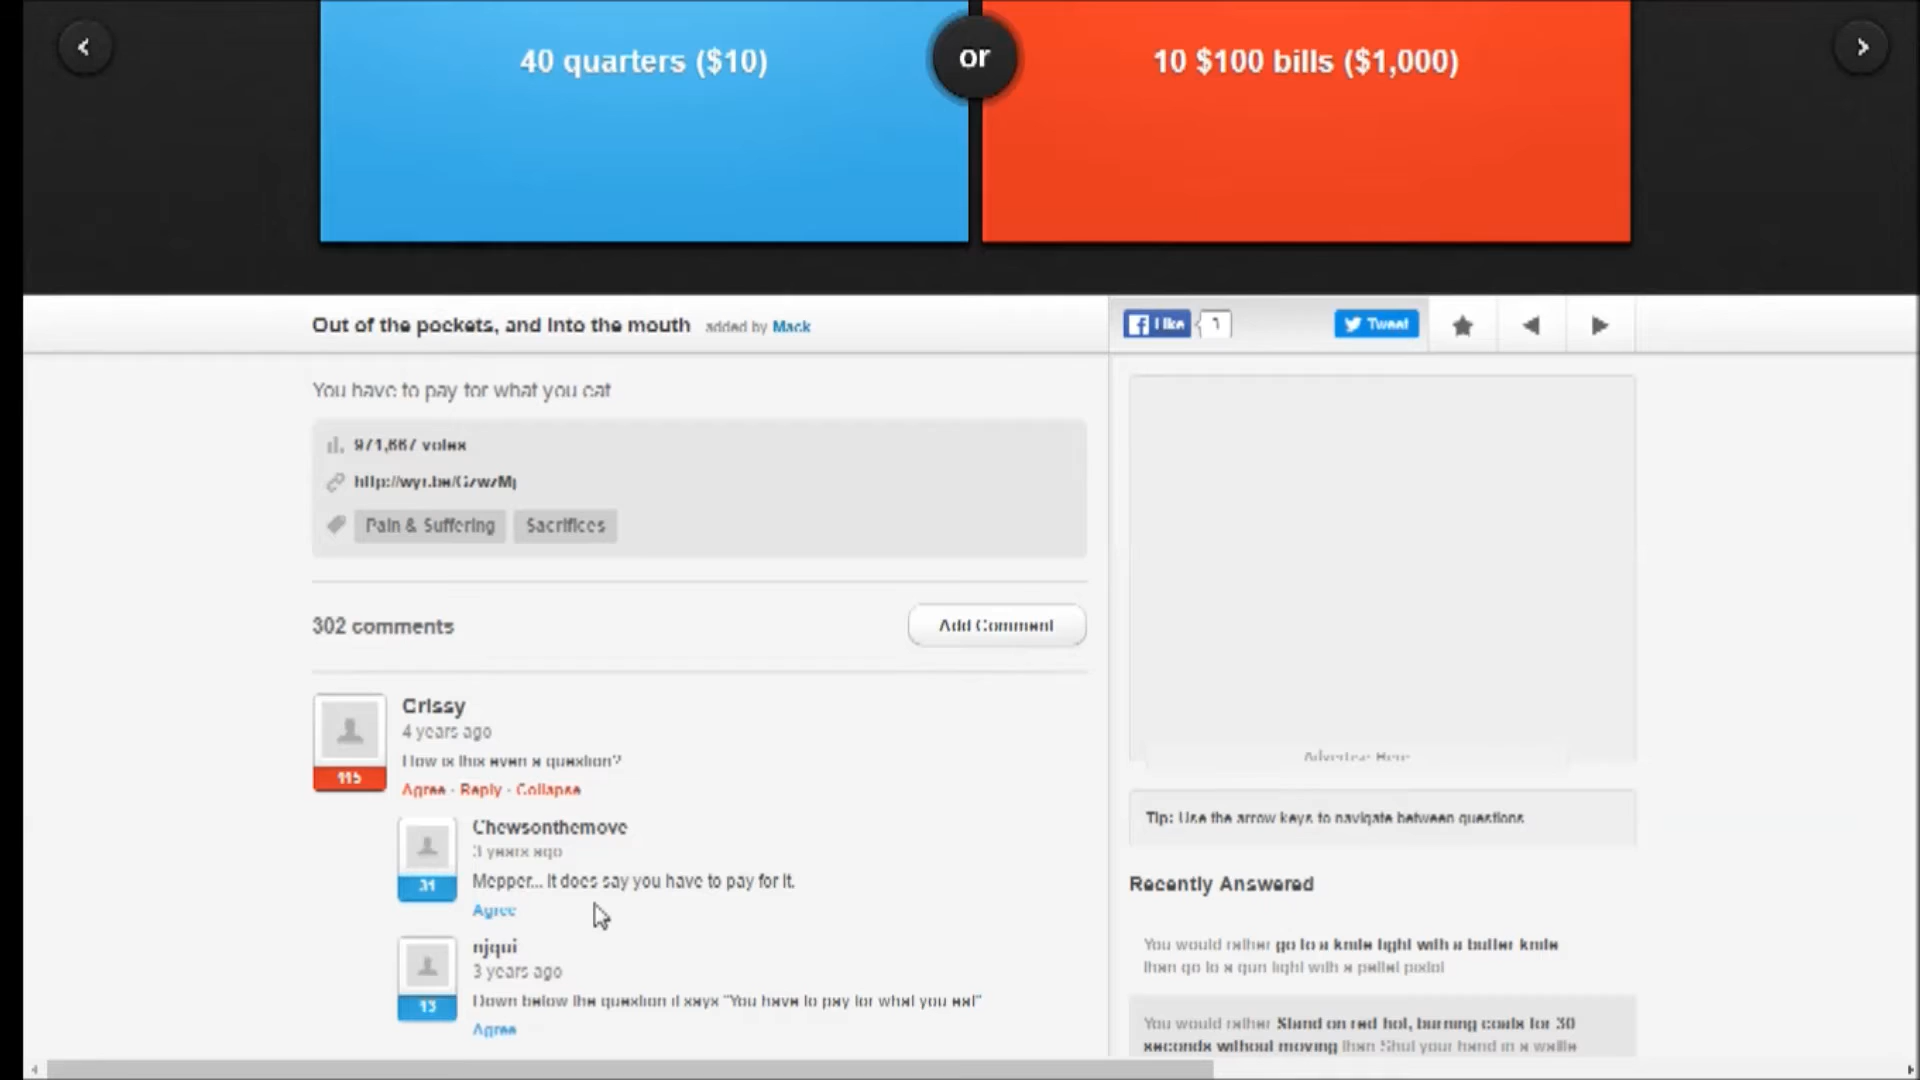 40 quarters ($10)
or
10 $100 bills ($1,000)
Out of the pockets, and into the mouth added by Mack
Like 1
Tweet
You have to pay for what you eat
971,667 votes
Pain & Suffering Sacrifices
302 comments
Add Comment
Crissy
4 years ago
How is this even a question?
115
Agree - Reply - Collapse
Chewsonthemove
3 years ago
31
Mepper... It does say you have to pay for it.
Agree
njqui
3 years ago
13
Down below the question it says "You have to pay for what you eat"
Agree
Advertise Here
Tip: Use the arrow keys to navigate between questions
Recently Answered
You would rather go to a knife fight with a butter knife
than go to a gun fight with a pellet pistol
You would rather Stand on red hot, burning coals for 30
seconds without moving than Shut your hand in a waffle